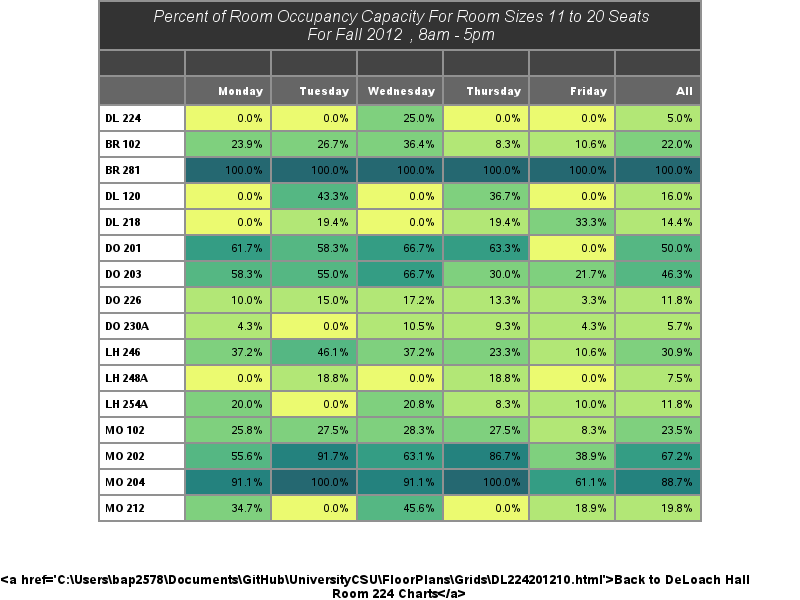 Percent of Room Occupancy Capacity For Room Sizes 11 to 20 Seats
For Fall 2012 , 8am - 5pm
Monday Tuesday Wednesday Thursday Friday All
DL 224 0.0% 0.0% 25.0% 0.0% 0.0% 5.0%
BR 102 23.9% 26.7% 36.4% 8.3% 10.6% 22.0%
BR 281 100.0% 100.0% 100.0% 100.0% 100.0% 100.0%
DL 120 0.0% 43.3% 0.0% 36.7% 0.0% 16.0%
DL 218 0.0% 19.4% 0.0% 19.4% 33.3% 14.4%
DO 201 61.7% 58.3% 66.7% 63.3% 0.0% 50.0%
DO 203 58.3% 55.0% 66.7% 30.0% 21.7% 46.3%
DO 226 10.0% 15.0% 17.2% 13.3% 3.3% 11.8%
DO 230A 4.3% 0.0% 10.5% 9.3% 4.3% 5.7%
LH 246 37.2% 46.1% 37.2% 23.3% 10.6% 30.9%
LH 248A 0.0% 18.8% 0.0% 18.8% 0.0% 7.5%
LH 254A 20.0% 0.0% 20.8% 8.3% 10.0% 11.8%
MO 102 25.8% 27.5% 28.3% 27.5% 8.3% 23.5%
MO 202 55.6% 91.7% 63.1% 86.7% 38.9% 67.2%
MO 204 91.1% 100.0% 91.1% 100.0% 61.1% 88.7%
MO 212 34.7% 0.0% 45.6% 0.0% 18.9% 19.8%
<a href='C:\Users\bap2578\Documents\GitHub\UniversityCSU\FloorPlans\Grids\DL224201210.html'>Back to DeLoach Hall
Room 224 Charts</a>